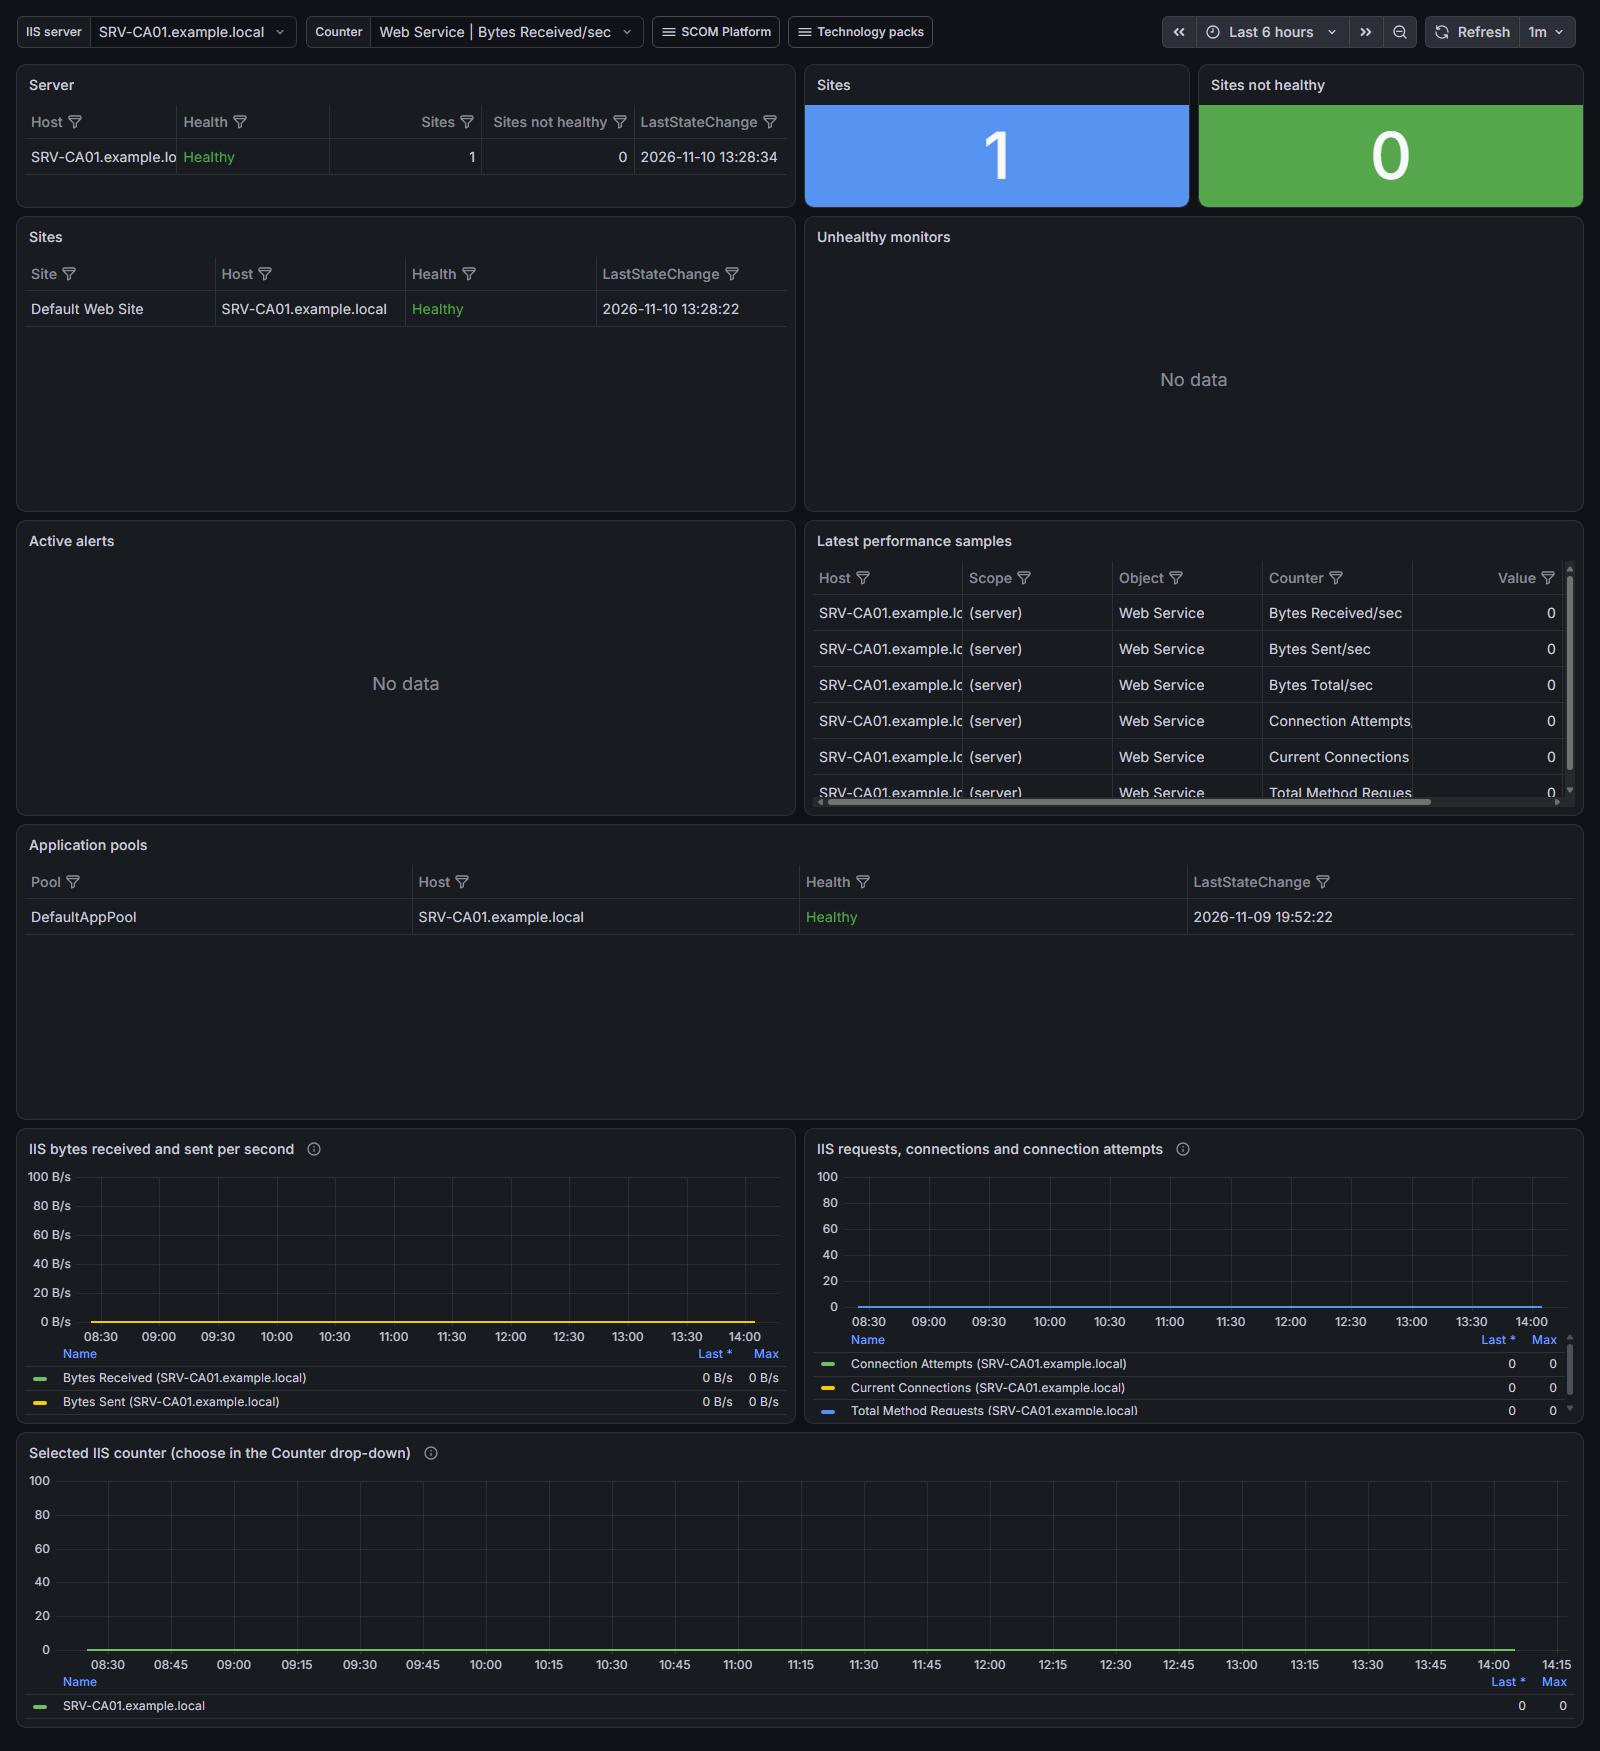 IIS server SRV-CA01.example.local Counter Web Service | Bytes Received/sec SCOM Platform Technology packs Last 6 hours Refresh 1m
Server
Host Health Sites Sites not healthy LastStateChange
SRV-CA01.example.lo Healthy 1 0 2026-11-10 13:28:34
Sites
1
Sites not healthy
0
Sites
Site Host Health LastStateChange
Default Web Site SRV-CA01.example.local Healthy 2026-11-10 13:28:22
Unhealthy monitors
No data
Active alerts
No data
Latest performance samples
Host Scope Object Counter Value
SRV-CA01.example.lc (server) Web Service Bytes Received/sec 0
SRV-CA01.example.lc (server) Web Service Bytes Sent/sec 0
SRV-CA01.example.lc (server) Web Service Bytes Total/sec 0
SRV-CA01.example.lc (server) Web Service Connection Attempts 0
SRV-CA01.example.lc (server) Web Service Current Connections 0
SRV-CA01.example.lc (server) Web Service Total Method Reques 0
Application pools
Pool Host Health LastStateChange
DefaultAppPool SRV-CA01.example.local Healthy 2026-11-09 19:52:22
IIS bytes received and sent per second
100 B/s
80 B/s
60 B/s
40 B/s
20 B/s
0 B/s
08:30 09:00 09:30 10:00 10:30 11:00 11:30 12:00 12:30 13:00 13:30 14:00
Name Last * Max
Bytes Received (SRV-CA01.example.local) 0 B/s 0 B/s
Bytes Sent (SRV-CA01.example.local) 0 B/s 0 B/s
IIS requests, connections and connection attempts
100
80
60
40
20
0
08:30 09:00 09:30 10:00 10:30 11:00 11:30 12:00 12:30 13:00 13:30 14:00
Name Last * Max
Connection Attempts (SRV-CA01.example.local) 0 0
Current Connections (SRV-CA01.example.local) 0 0
Total Method Requests (SRV-CA01.example.local) 0 0
Selected IIS counter (choose in the Counter drop-down)
100
80
60
40
20
0
08:30 08:45 09:00 09:15 09:30 09:45 10:00 10:15 10:30 10:45 11:00 11:15 11:30 11:45 12:00 12:15 12:30 12:45 13:00 13:15 13:30 13:45 14:00 14:15
Name Last * Max
SRV-CA01.example.local 0 0